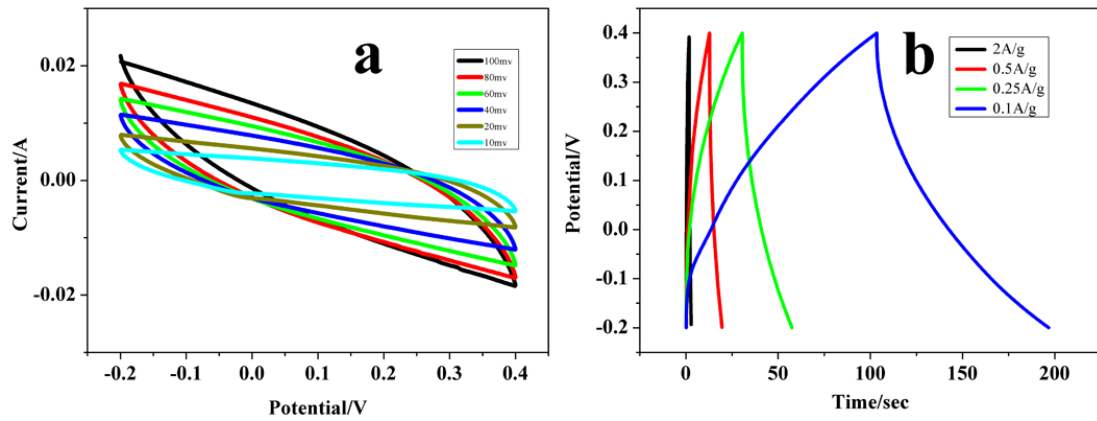 a
100mv
80mv
60mv
40mv
20mv
10mv
0.02
0.00
-0.02
Current/A
-0.2 -0.1 0.0 0.1 0.2 0.3 0.4
Potential/V
b
2A/g
0.5A/g
0.25A/g
0.1A/g
0.4
0.3
0.2
0.1
0.0
-0.1
-0.2
Potential/V
0 50 100 150 200
Time/sec